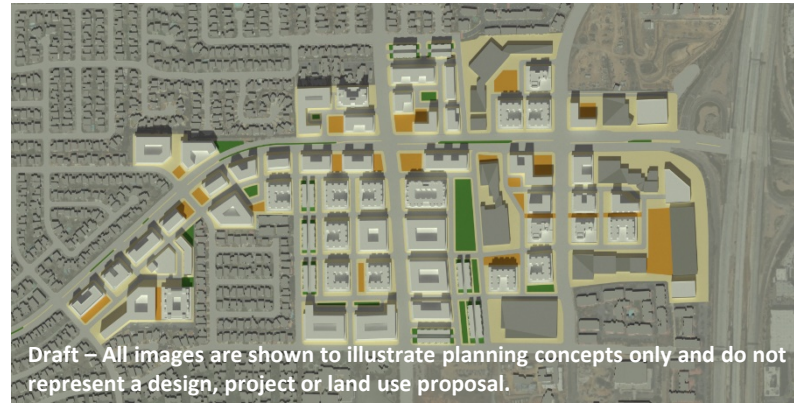 Draft – All images are shown to illustrate planning concepts only and do not
represent a design, project or land use proposal.